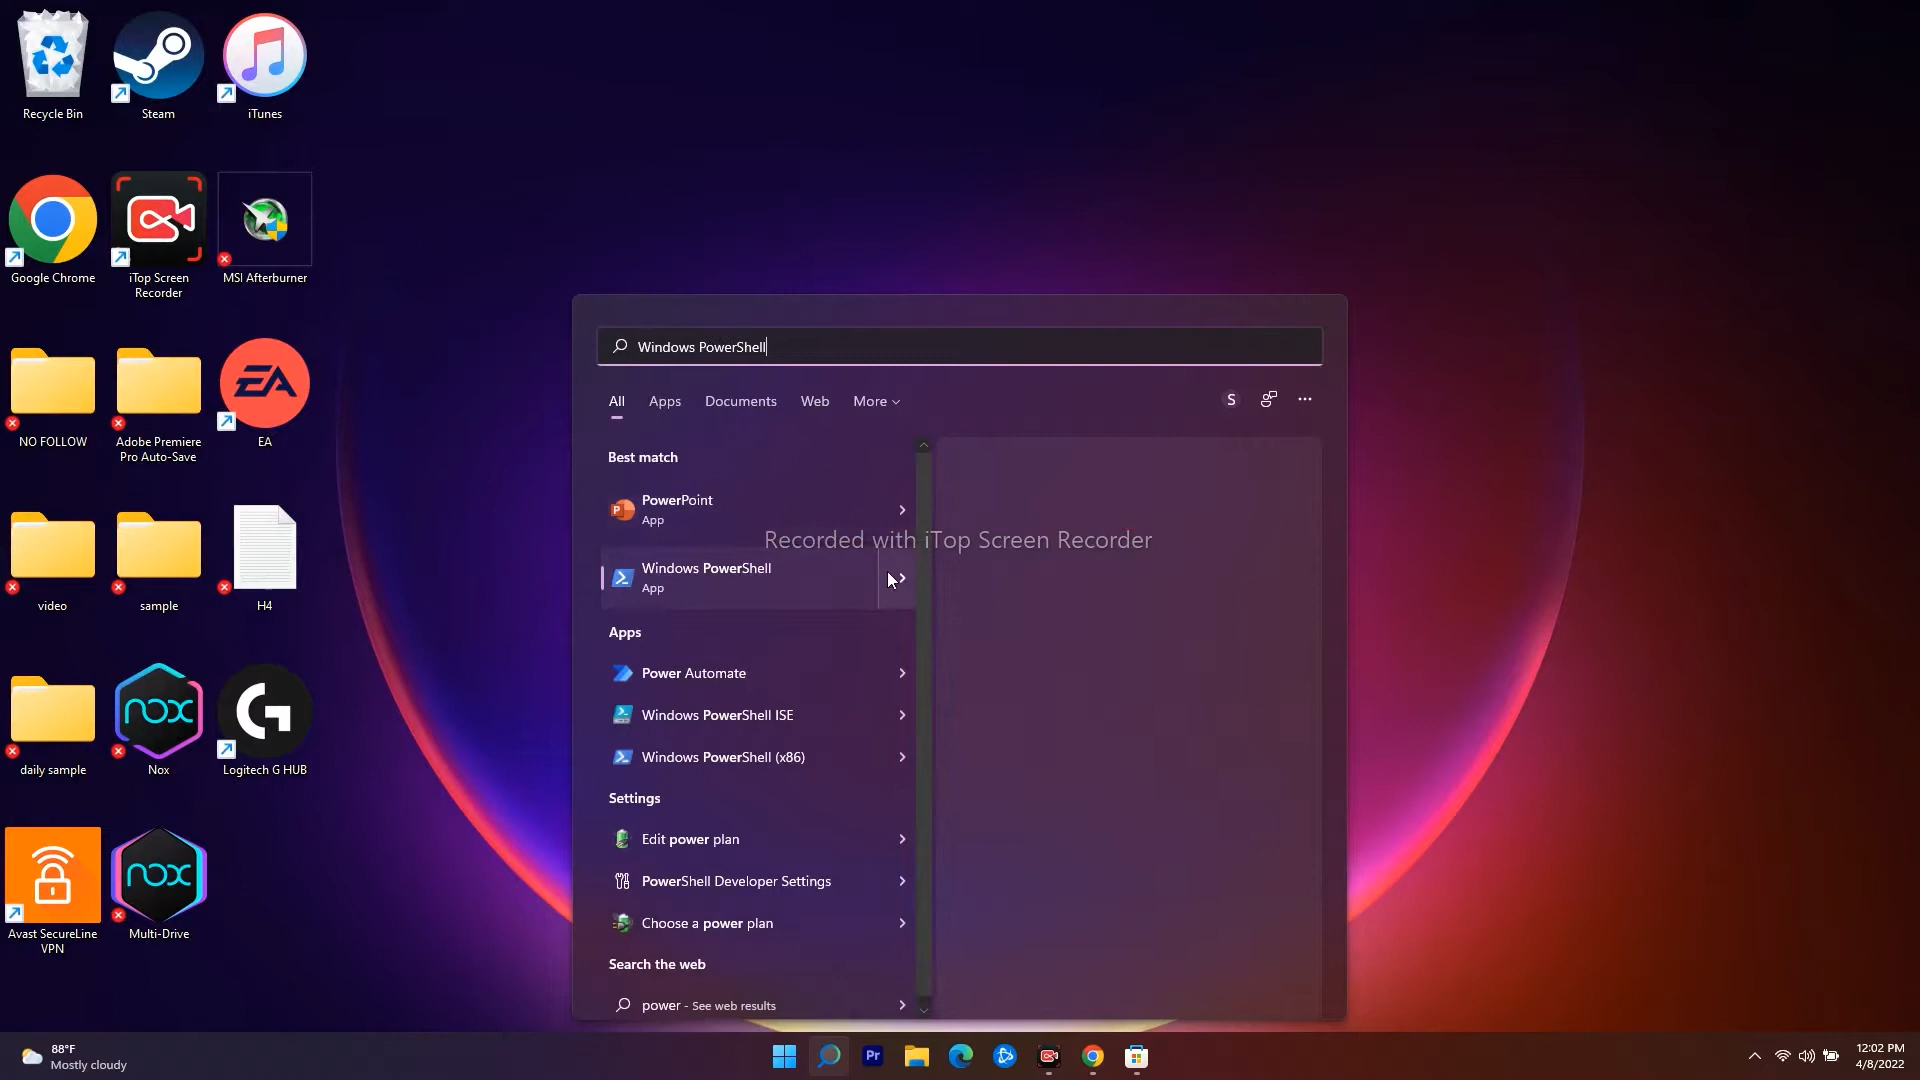 Recycle Bin
Steam
iTunes
Google Chrome
iTop Screen
Recorder
MSI Afterburner
NO FOLLOW
Adobe Premiere
Pro Auto-Save
EA
EA
video
sample
H4
nox
G
daily sample
Nox
Logitech G HUB
nox
Avast SecureLine
VPN
Multi-Drive
Windows PowerShell
All
Apps
Documents
Web
More
S
Best match
P
PowerPoint
App
Recorded with iTop Screen Recorder
Windows PowerShell
App
Apps
Power Automate
Windows PowerShell ISE
Windows PowerShell (x86)
Settings
Edit power plan
PowerShell Developer Settings
Choose a power plan
Search the web
power - See web results
88°F
Mostly cloudy
Pr
12:02 PM
4/8/2022